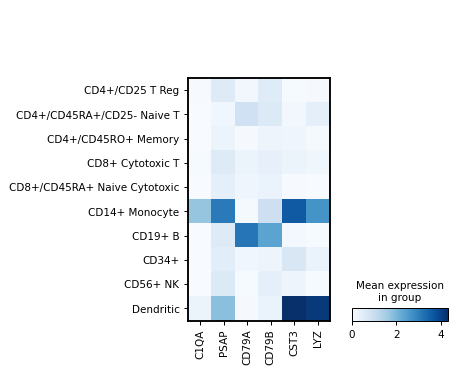 CD4+/CD25 T Reg
CD4+/CD45RA+/CD25- Naive T
CD4+/CD45RO+ Memory
CD8+ Cytotoxic T
CD8+/CD45RA+ Naive Cytotoxic
CD14+ Monocyte
CD19+ B
CD34+
CD56+ NK
Dendritic
C1QA
PSAP
CD79A
CD79B
CST3
LYZ
Mean expression
in group
0 2 4